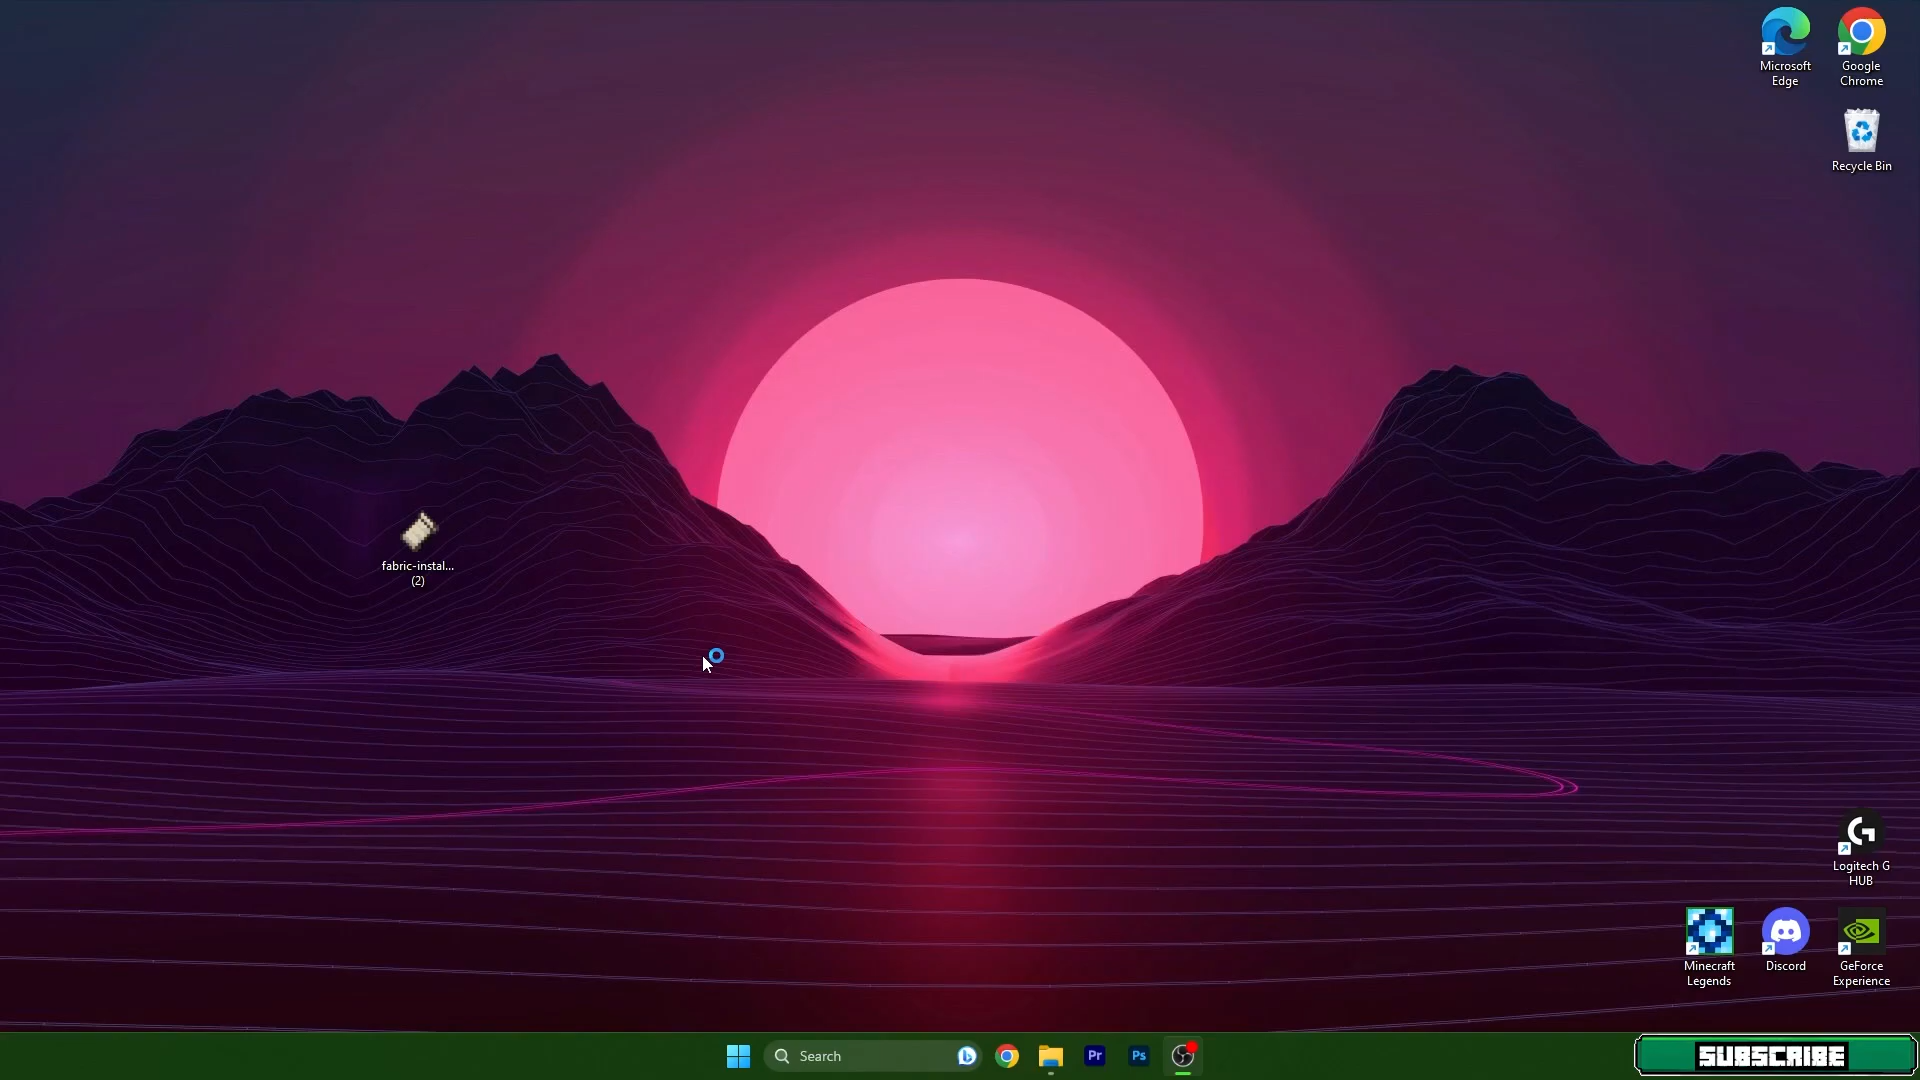 Microsoft
Edge
Google
Chrome
Recycle Bin
fabric-instal...
(2)
Logitech G
HUB
Minecraft
Legends
Discord
GeForce
Experience
Search
Pr
Ps
SUBSCRIBE